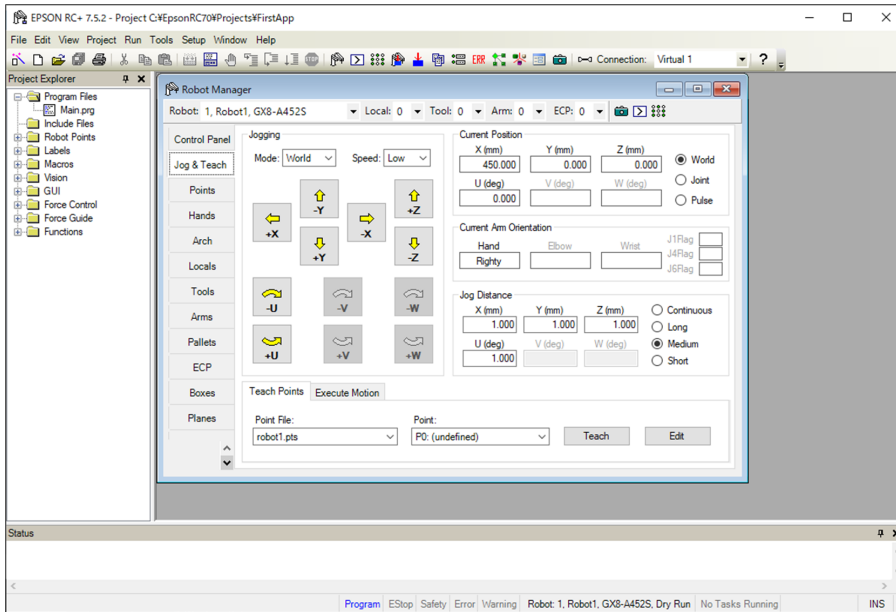 EPSON RC+ 7.5.2 - Project C:¥EpsonRC70¥Projects¥FirstApp
File Edit View Project Run Tools Setup Window Help
ERR Connection: Virtual 1 ?
Project Explorer
Program Files
Main.prg
Include Files
Robot Points
Labels
Macros
Vision
GUI
Force Control
Force Guide
Functions
Robot Manager
Robot: 1, Robot1, GX8-A452S Local: 0 Tool: 0 Arm: 0 ECP: 0
Control Panel
Jog & Teach
Points
Hands
Arch
Locals
Tools
Arms
Pallets
ECP
Boxes
Planes
Jogging
Mode: World Speed: Low
-Y +Z
+X -X
+Y -Z
-U -V -W
+U +V +W
Current Position
X (mm) Y (mm) Z (mm)
450.000 0.000 0.000
U (deg) V (deg) W (deg)
0.000
World
Joint
Pulse
Current Arm Orientation
Hand Elbow Wrist
Righty
J1Flag
J4Flag
J6Flag
Jog Distance
X (mm) Y (mm) Z (mm)
1.000 1.000 1.000
U (deg) V (deg) W (deg)
1.000
Continuous
Long
Medium
Short
Teach Points Execute Motion
Point File: Point:
robot1.pts P0: (undefined) Teach Edit
Status
Program EStop Safety Error Warning Robot: 1, Robot1, GX8-A452S, Dry Run No Tasks Running INS